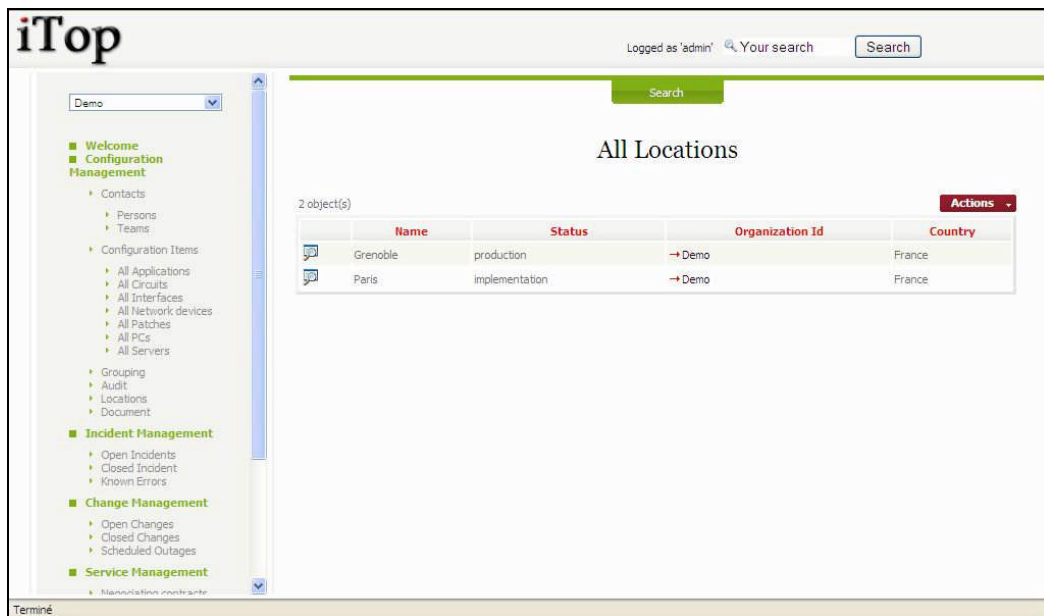 iTop
Logged as 'admin' Your search Search
Demo
Search
Welcome
Configuration
Management
Contacts
Persons
Teams
Configuration Items
All Applications
All Circuits
All Interfaces
All Network devices
All Patches
All PCs
All Servers
Grouping
Audit
Locations
Document
Incident Management
Open Incidents
Closed Incident
Known Errors
Change Management
Open Changes
Closed Changes
Scheduled Outages
Service Management
Negociating contracts
All Locations
2 object(s) Actions
Name Status Organization Id Country
Grenoble production →Demo France
Paris implementation →Demo France
Terminé